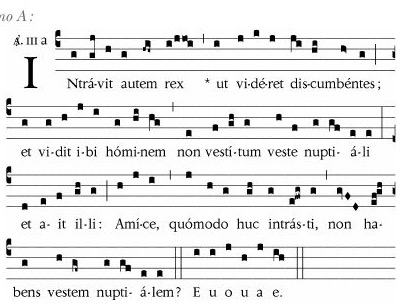 no A :
A. III a
INtrá-vit autem rex * ut vi-dé-ret dis-cumbéntes ;
et vi-dit i-bi hómi-nem non vestí-tum veste nupti- á-li
et a- it il-li : Amí-ce, quómodo huc intrás-ti, non ha-
bens vestem nupti- á-lem? E u o u a e.